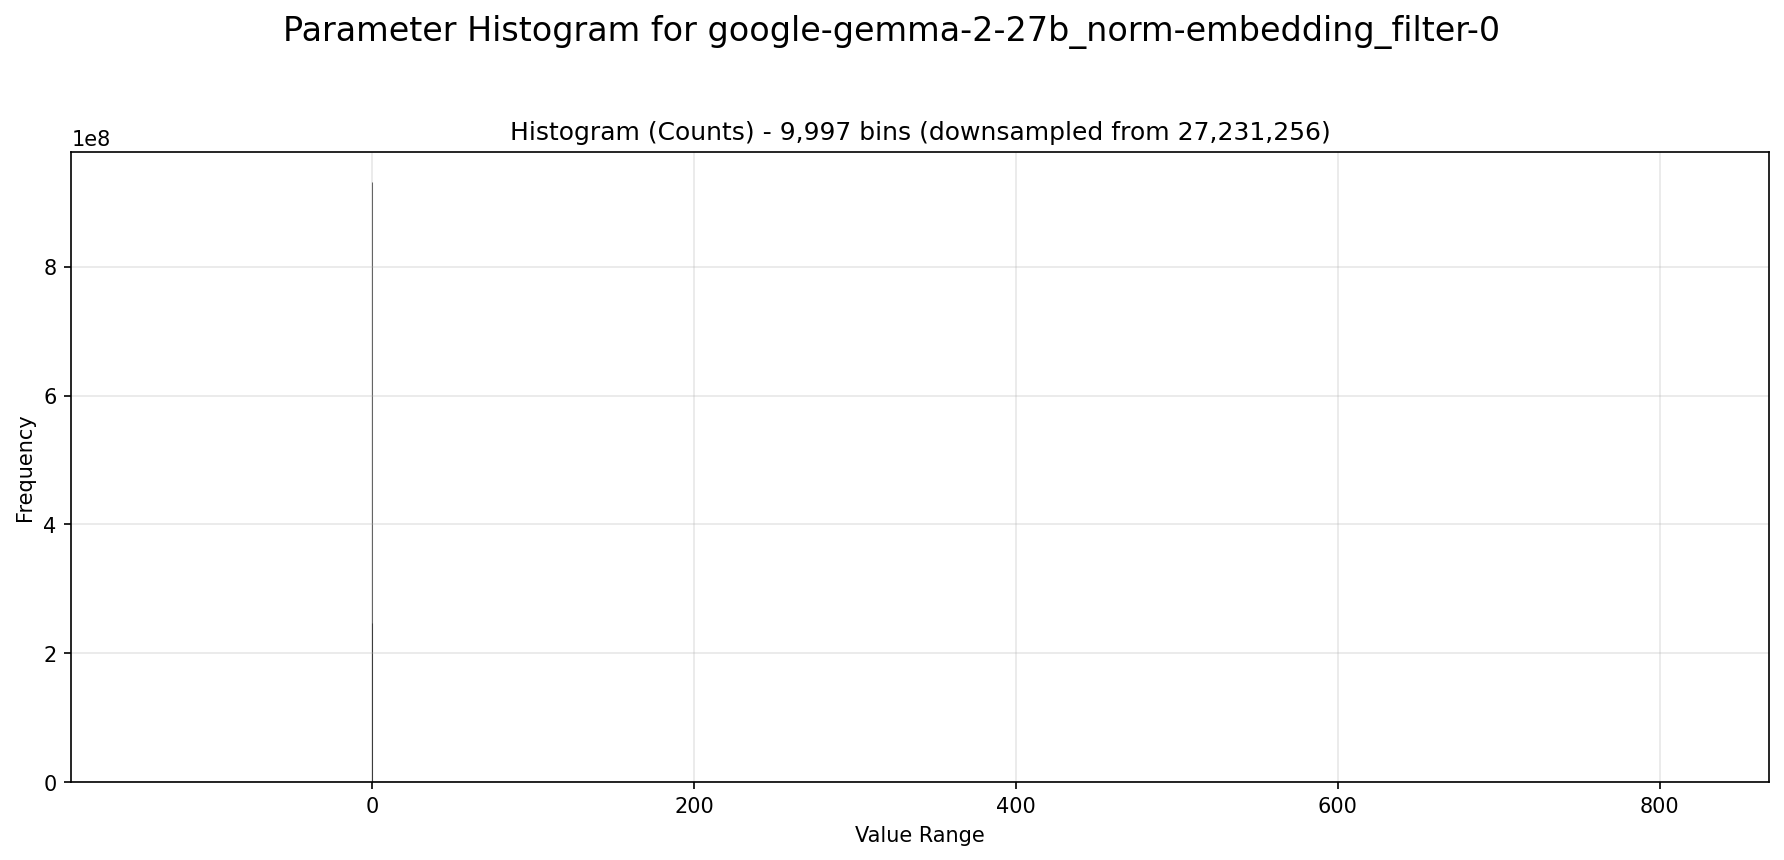 Parameter Histogram for google-gemma-2-27b_norm-embedding_filter-0
Histogram (Counts) - 9,997 bins (downsampled from 27,231,256)
1e8
8
6
4
2
0
Frequency
0 200 400 600 800
Value Range